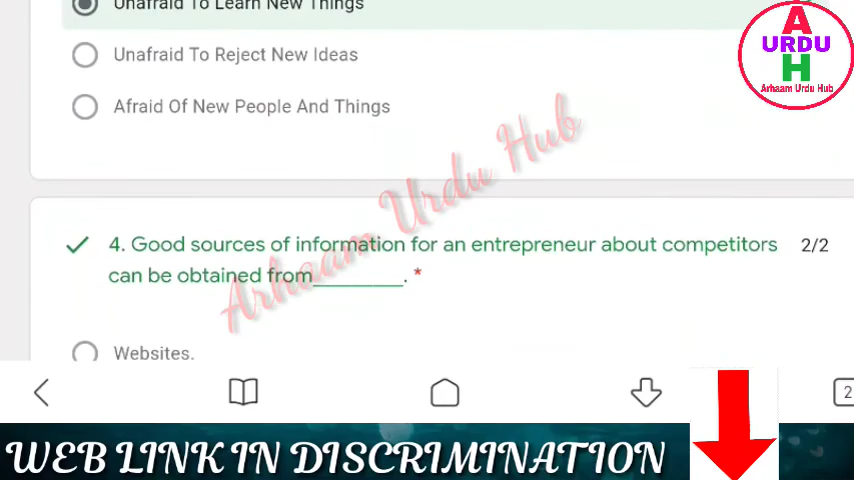 Unafraid To Learn New Things
Unafraid To Reject New Ideas
Afraid Of New People And Things
A
URDU
H
Arhaam Urdu Hub
Arhaam Urdu Hub
4. Good sources of information for an entrepreneur about competitors 2/2
can be obtained from_________. *
Websites.
2
WEB LINK IN DISCRIMINATION